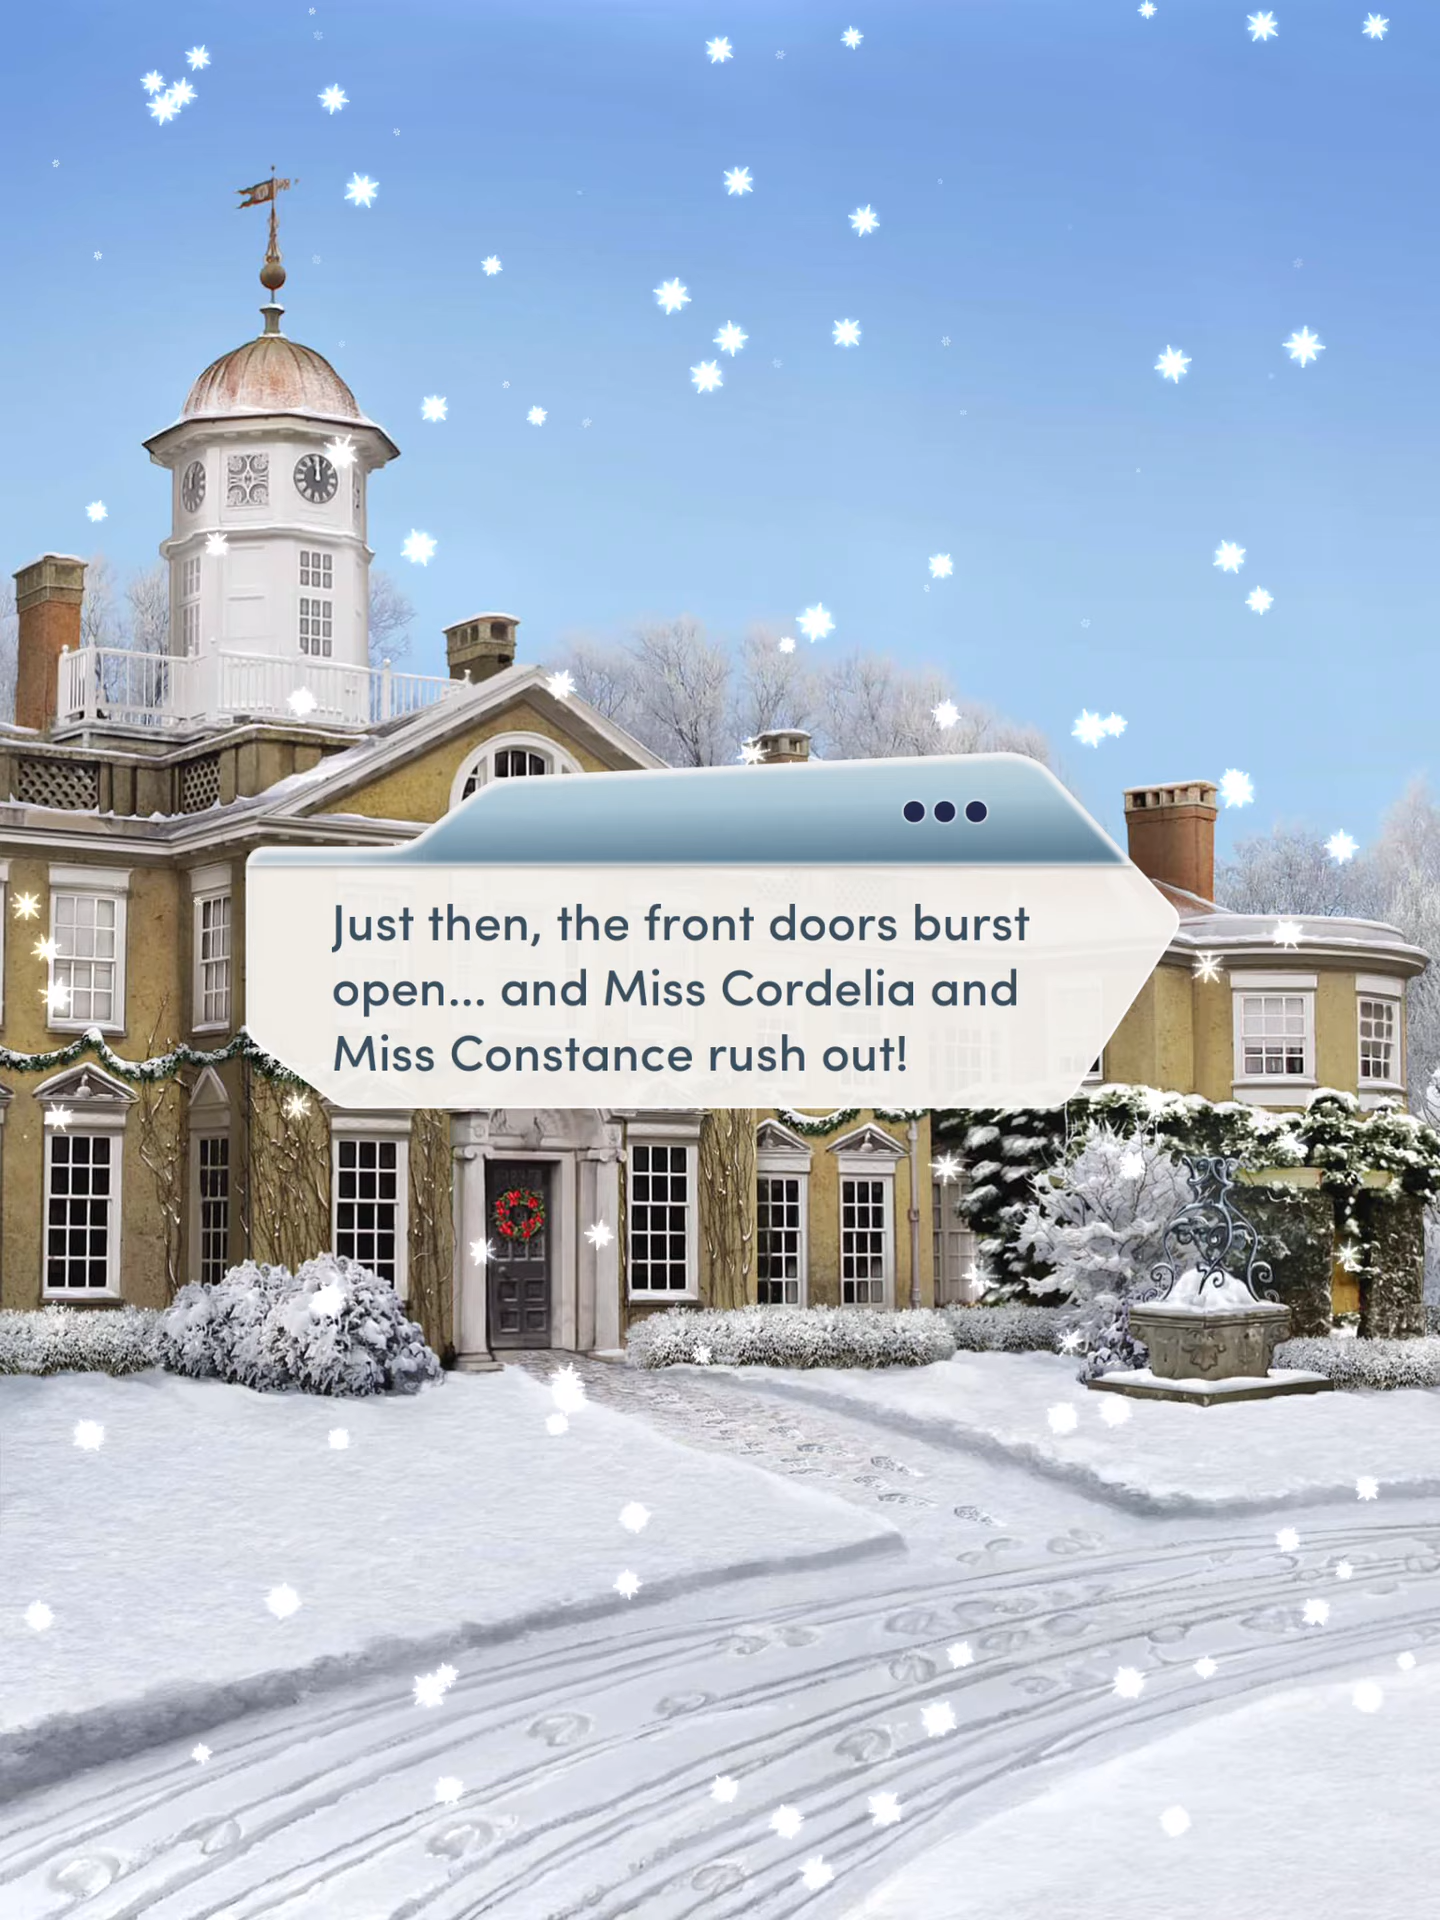 Just then, the front doors burst
open... and Miss Cordelia and
Miss Constance rush out!